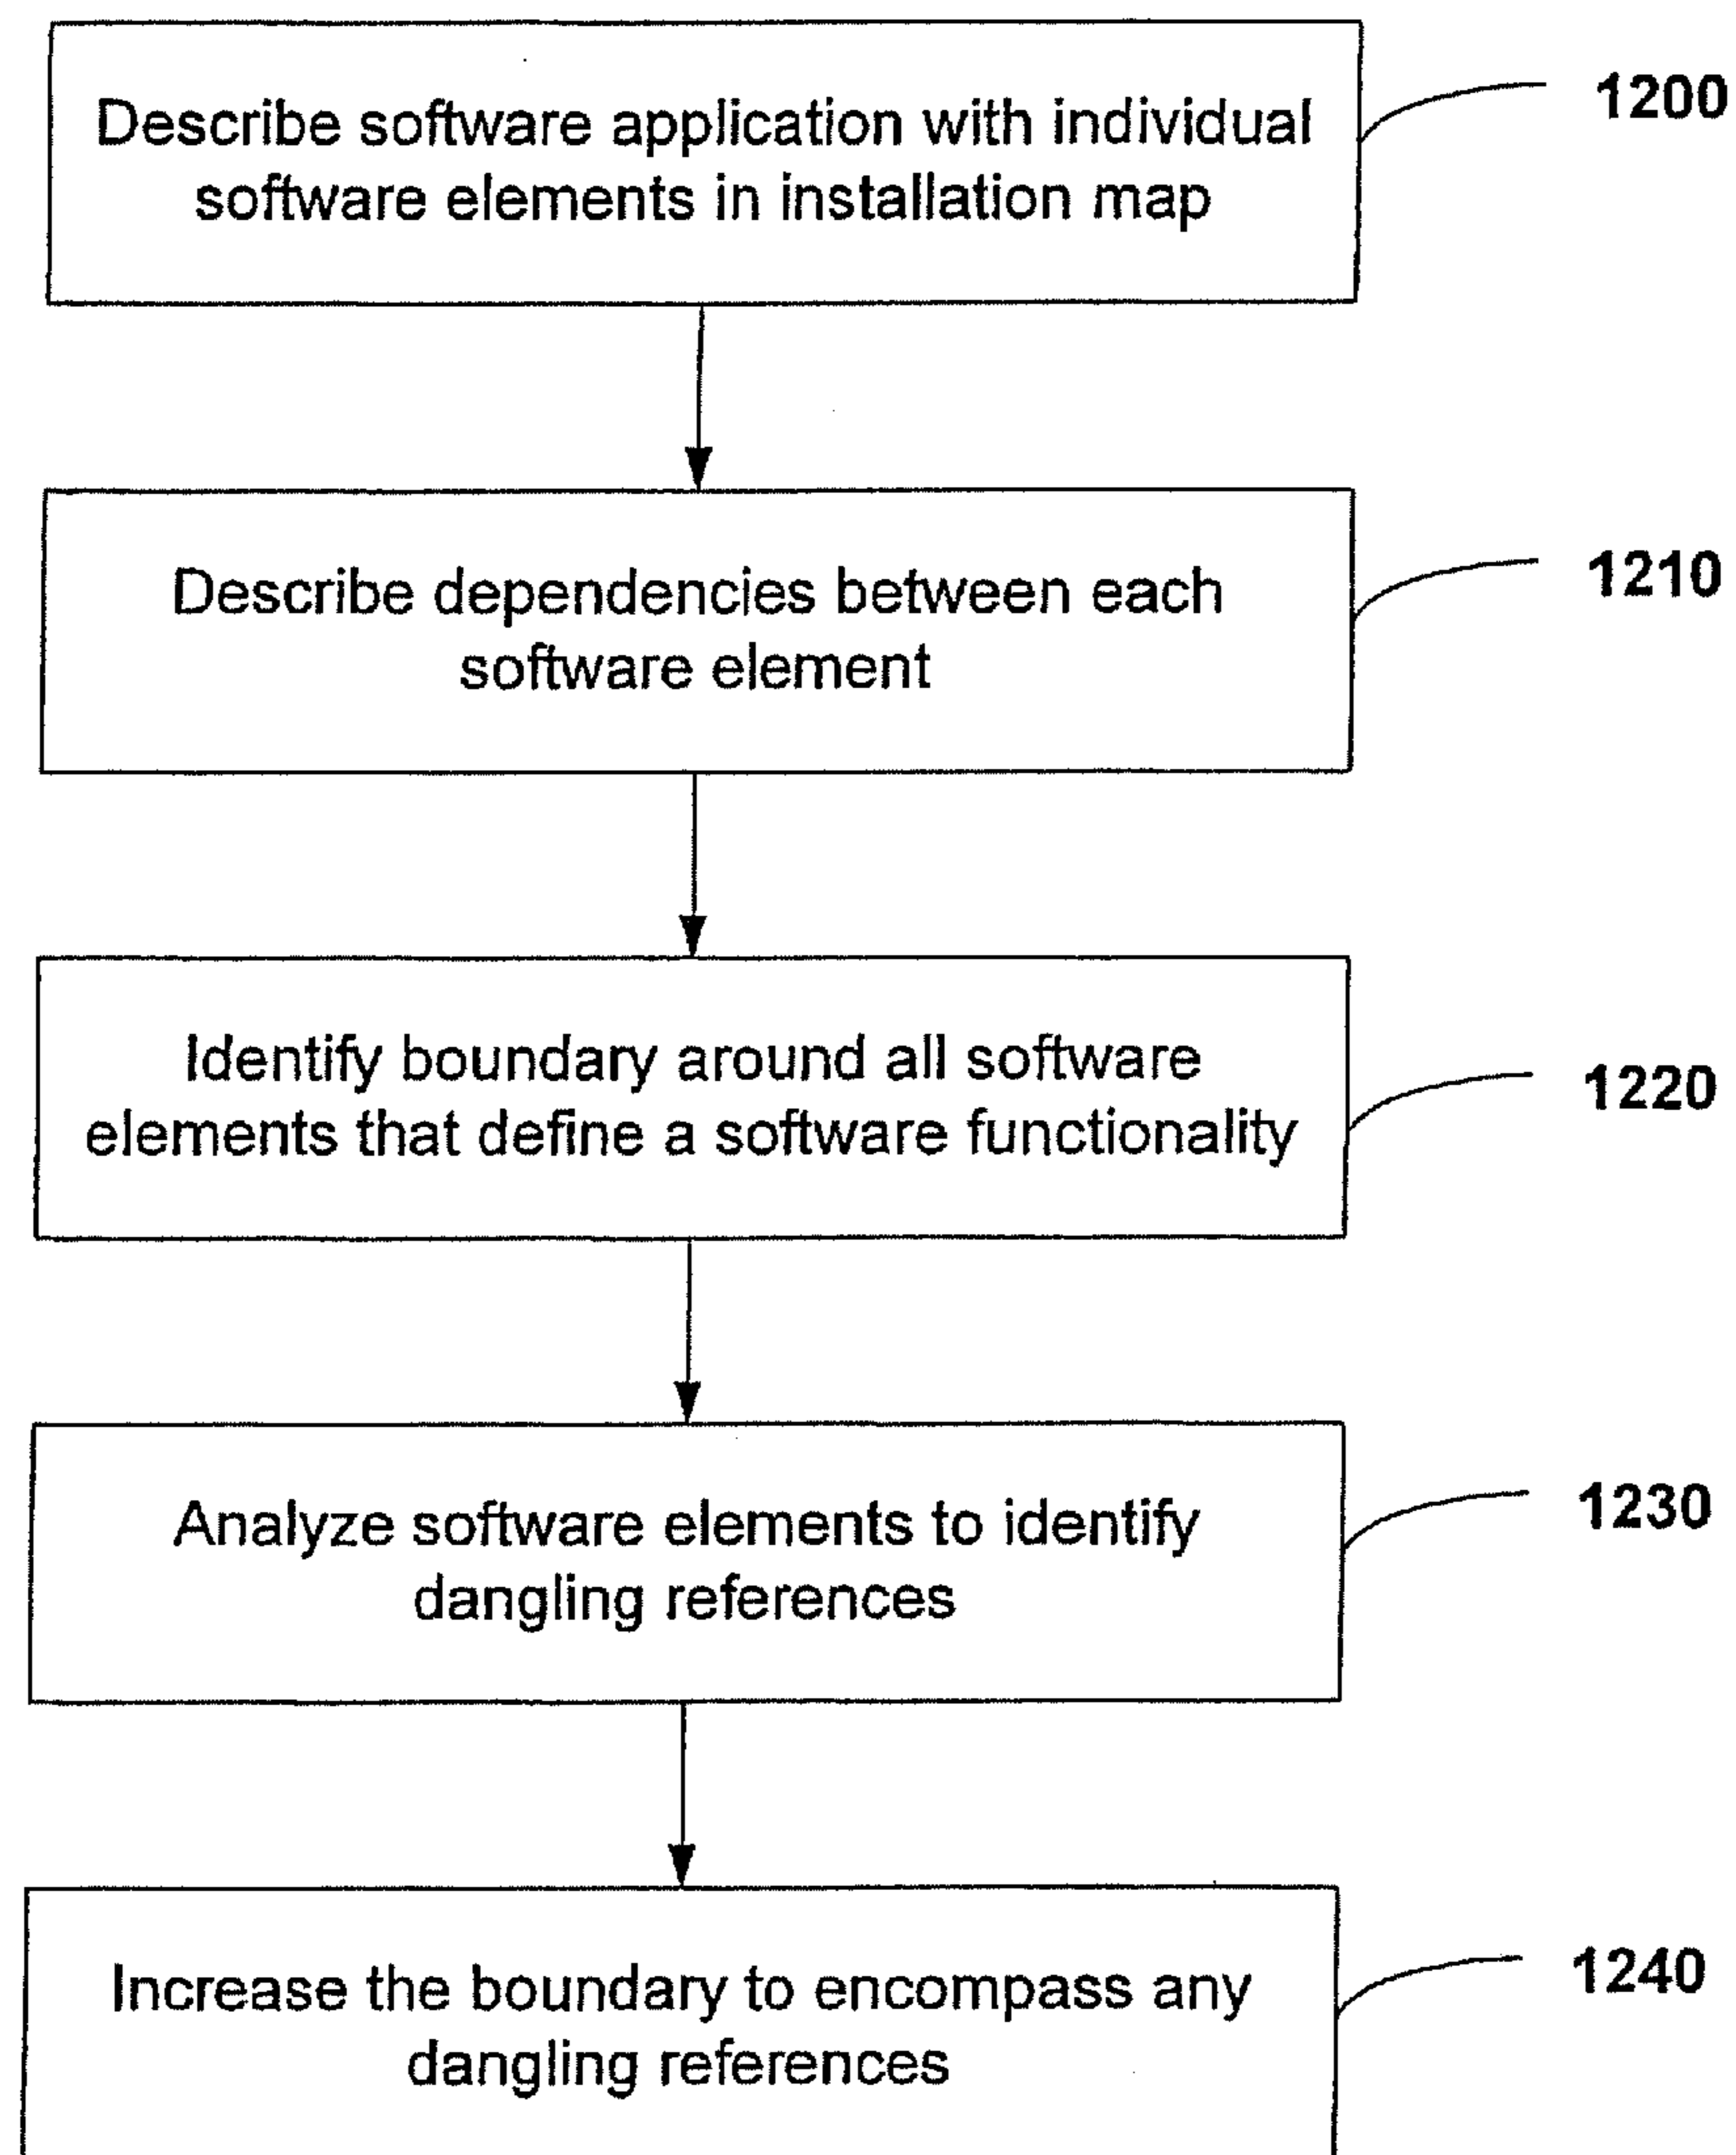 Describe software application with individual
software elements in installation map
1200
Describe dependencies between each
software element
1210
Identify boundary around all software
elements that define a software functionality
1220
Analyze software elements to identify
dangling references
1230
Increase the boundary to encompass any
dangling references
1240